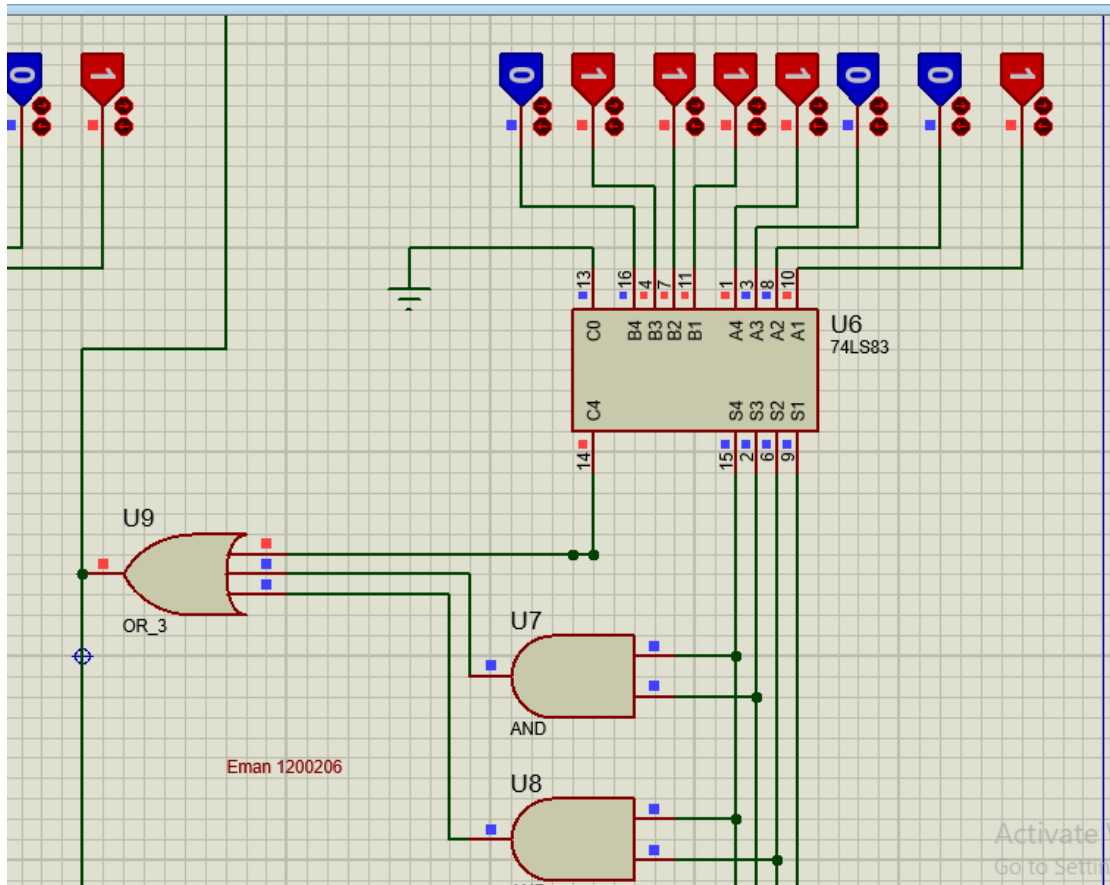 0 1 0 1 1 1 1 0 0 1
13 16 4 7 11 1 3 8 10
C0 B4 B3 B2 B1 A4 A3 A2 A1
U6
74LS83
C4 S4 S3 S2 S1
14 15 2 6 9
U9
OR_3
U7
AND
Eman 1200206
U8
Activate
Go to Settin